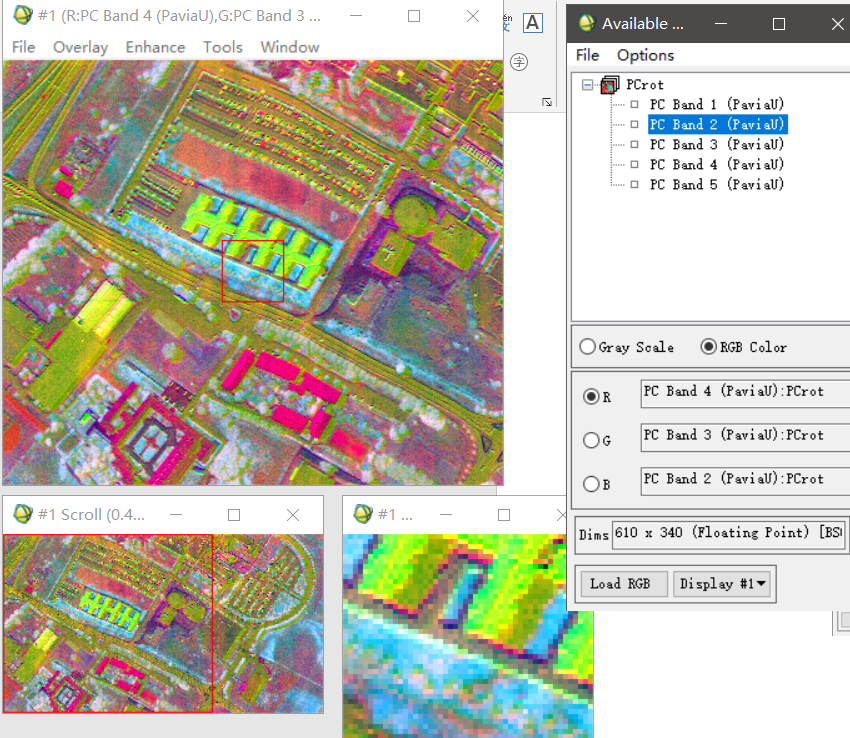 #1 (R:PC Band 4 (PaviaU),G:PC Band 3 ...
File Overlay Enhance Tools Window
A
字
Available ...
File Options
PCrot
PC Band 1 (PaviaU)
PC Band 2 (PaviaU)
PC Band 3 (PaviaU)
PC Band 4 (PaviaU)
PC Band 5 (PaviaU)
Gray Scale RGB Color
R PC Band 4 (PaviaU):PCrot
G PC Band 3 (PaviaU):PCrot
B PC Band 2 (PaviaU):PCrot
Dims 610 x 340 (Floating Point) [BS
Load RGB Display #1
#1 Scroll (0.4...
#1 ...